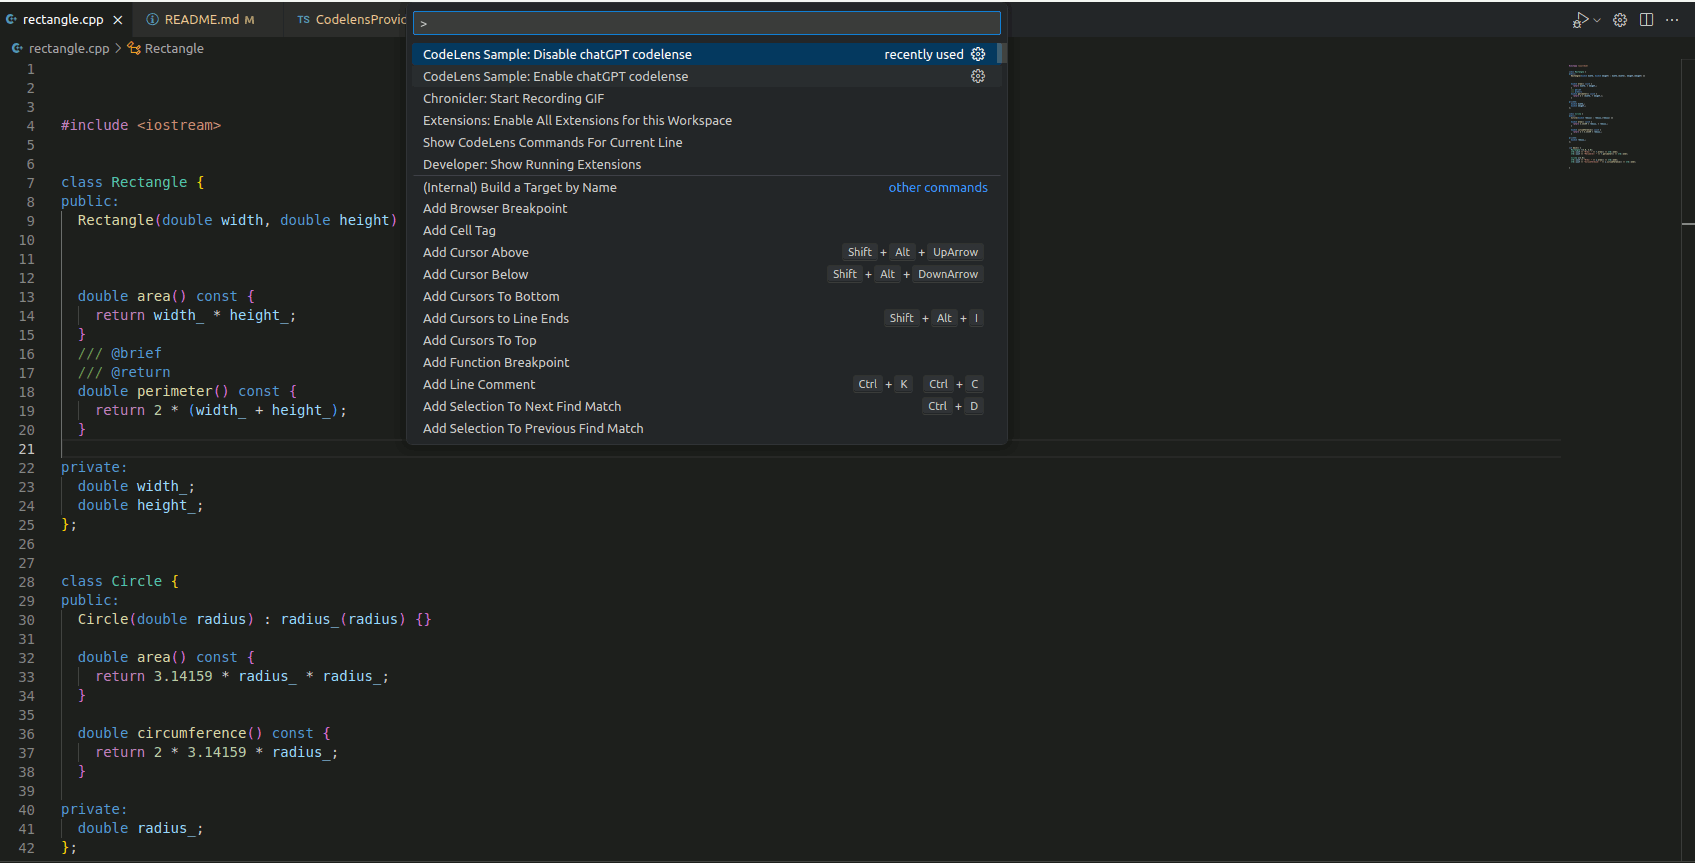 rectangle.cpp × README.md M TS CodelensProvic
rectangle.cpp > Rectangle
>
CodeLens Sample: Disable chatGPT codelense recently used
CodeLens Sample: Enable chatGPT codelense
Chronicler: Start Recording GIF
Extensions: Enable All Extensions for this Workspace
Show CodeLens Commands For Current Line
Developer: Show Running Extensions
(Internal) Build a Target by Name other commands
Add Browser Breakpoint
Add Cell Tag
Add Cursor Above Shift + Alt + UpArrow
Add Cursor Below Shift + Alt + DownArrow
Add Cursors To Bottom
Add Cursors to Line Ends Shift + Alt + I
Add Cursors To Top
Add Function Breakpoint
Add Line Comment Ctrl + K Ctrl + C
Add Selection To Next Find Match Ctrl + D
Add Selection To Previous Find Match
1
2
3
4 #include <iostream>
5
6
7 class Rectangle {
8 public:
9 Rectangle(double width, double height)
10
11
12
13 double area() const {
14 return width_ * height_;
15 }
16 /// @brief
17 /// @return
18 double perimeter() const {
19 return 2 * (width_ + height_);
20 }
21
22 private:
23 double width_;
24 double height_;
25 };
26
27
28 class Circle {
29 public:
30 Circle(double radius) : radius_(radius) {}
31
32 double area() const {
33 return 3.14159 * radius_ * radius_;
34 }
35
36 double circumference() const {
37 return 2 * 3.14159 * radius_;
38 }
39
40 private:
41 double radius_;
42 };